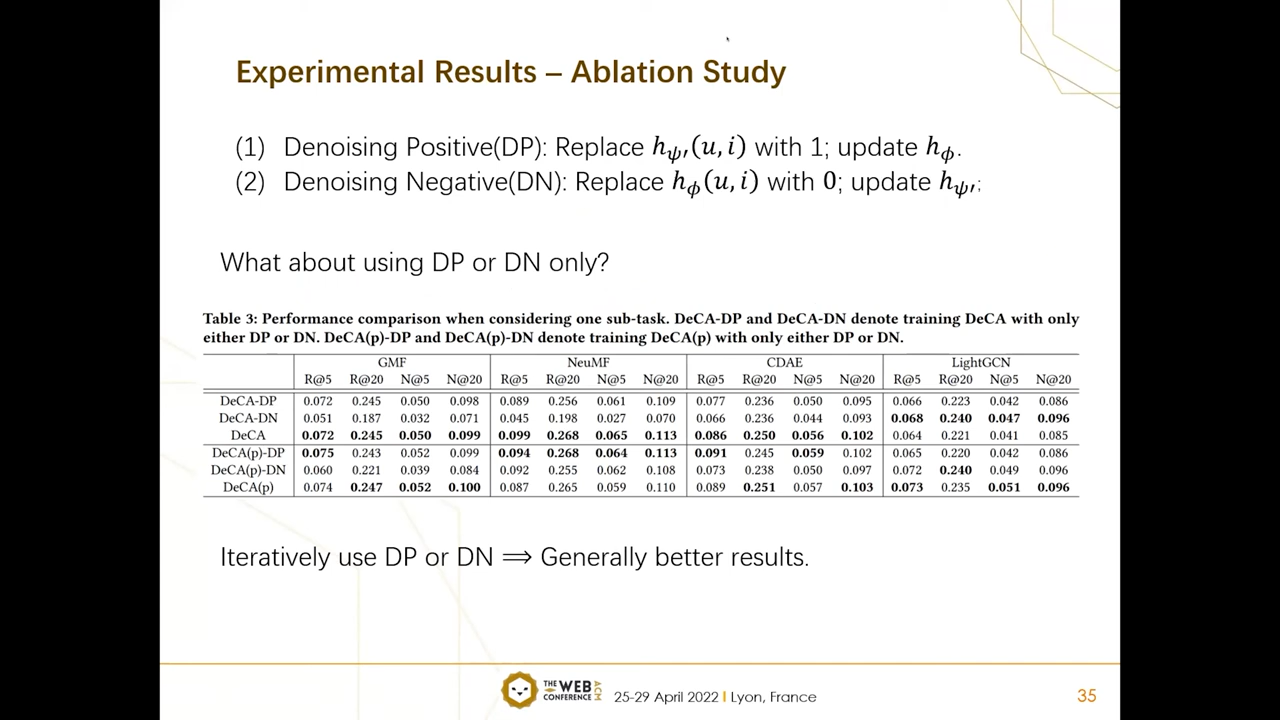 Experimental Results – Ablation Study
(1) Denoising Positive(DP): Replace h_ψ′(u, i) with 1; update h_ϕ.
(2) Denoising Negative(DN): Replace h_ϕ(u, i) with 0; update h_ψ′;
What about using DP or DN only?
Table 3: Performance comparison when considering one sub-task. DeCA-DP and DeCA-DN denote training DeCA with only
either DP or DN. DeCA(p)-DP and DeCA(p)-DN denote training DeCA(p) with only either DP or DN.
GMF NeuMF CDAE LightGCN
R@5 R@20 N@5 N@20 R@5 R@20 N@5 N@20 R@5 R@20 N@5 N@20 R@5 R@20 N@5 N@20
DeCA-DP 0.072 0.245 0.050 0.098 0.089 0.256 0.061 0.109 0.077 0.236 0.050 0.095 0.066 0.223 0.042 0.086
DeCA-DN 0.051 0.187 0.032 0.071 0.045 0.198 0.027 0.070 0.066 0.236 0.044 0.093 0.068 0.240 0.047 0.096
DeCA 0.072 0.245 0.050 0.099 0.099 0.268 0.065 0.113 0.086 0.250 0.056 0.102 0.064 0.221 0.041 0.085
DeCA(p)-DP 0.075 0.243 0.052 0.099 0.094 0.268 0.064 0.113 0.091 0.245 0.059 0.102 0.065 0.220 0.042 0.086
DeCA(p)-DN 0.060 0.221 0.039 0.084 0.092 0.255 0.062 0.108 0.073 0.238 0.050 0.097 0.072 0.240 0.049 0.096
DeCA(p) 0.074 0.247 0.052 0.100 0.087 0.265 0.059 0.110 0.089 0.251 0.057 0.103 0.073 0.235 0.051 0.096
Iteratively use DP or DN ⟹ Generally better results.
THE WEB CONFERENCE ACM 25-29 April 2022 I Lyon, France 35